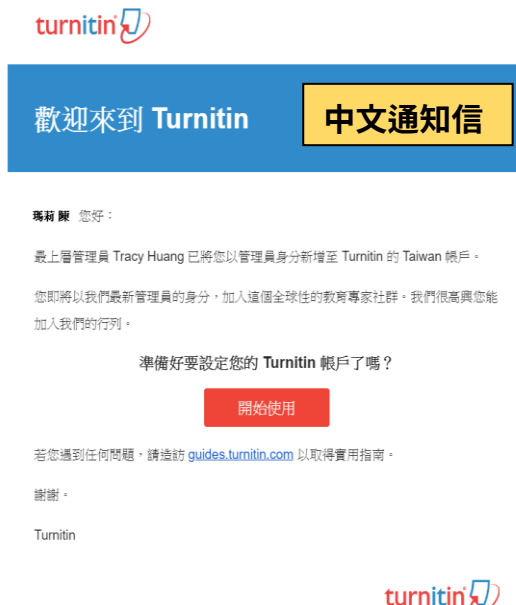 turnitin
歡迎來到 Turnitin
中文通知信
瑪莉 陳 您好：
最上層管理員 Tracy Huang 已將您以管理員身分新增至 Turnitin 的 Taiwan 帳戶。
您即將以我們最新管理員的身分，加入這個全球性的教育專家社群。我們很高興您能
加入我們的行列。
準備好要設定您的 Turnitin 帳戶了嗎？
開始使用
若您遇到任何問題，請造訪 guides.turnitin.com 以取得實用指南。
謝謝。
Turnitin
turnitin